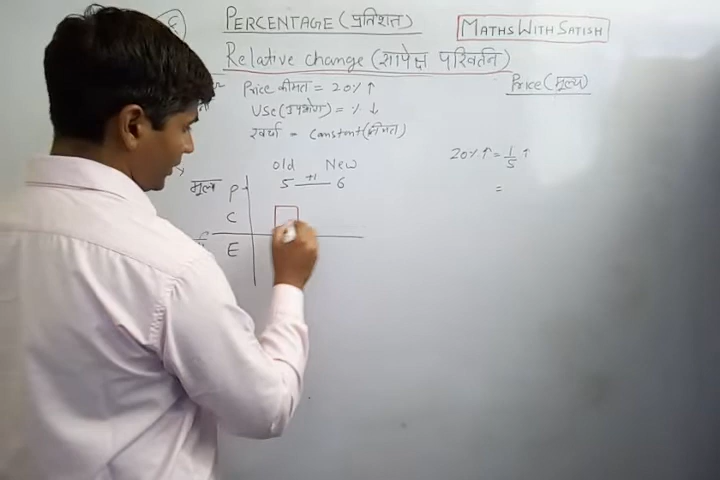 PERCENTAGE (प्रतिशत)
MATHS WITH SATISH
Relative change (सापेक्ष परिवर्तन)
Price (मूल्य)
Price कीमत = 20% ↑
Use (उपभोग) = % ↓
खर्चा = Constant
20% ↑ = 1/5 ↑
=
Old New
मूल्य P 5 +1 6
C
E